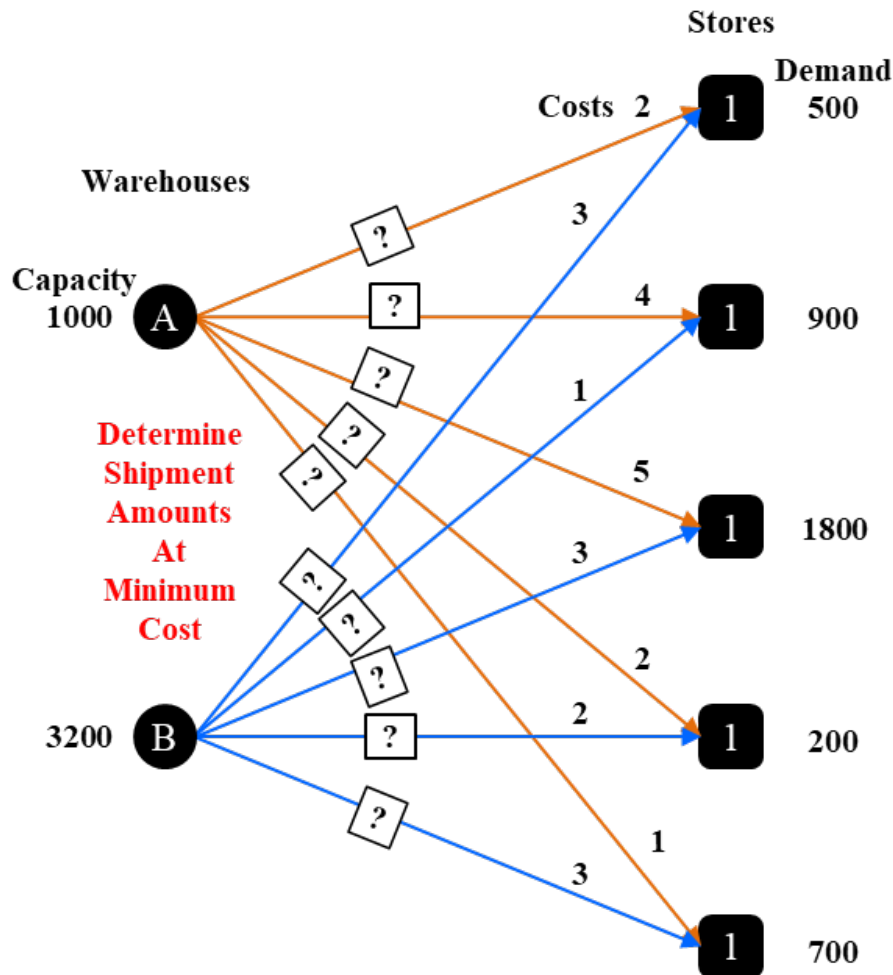 Stores
Demand
Costs 2 1 500
Warehouses
3
?
Capacity
1000 A ? 4 1 900
? 1
Determine ?
Shipment ? 5
Amounts 1 1800
At ? 3
Minimum ?
Cost ? 2
3200 B ? 2 1 200
? 1
3
1 700